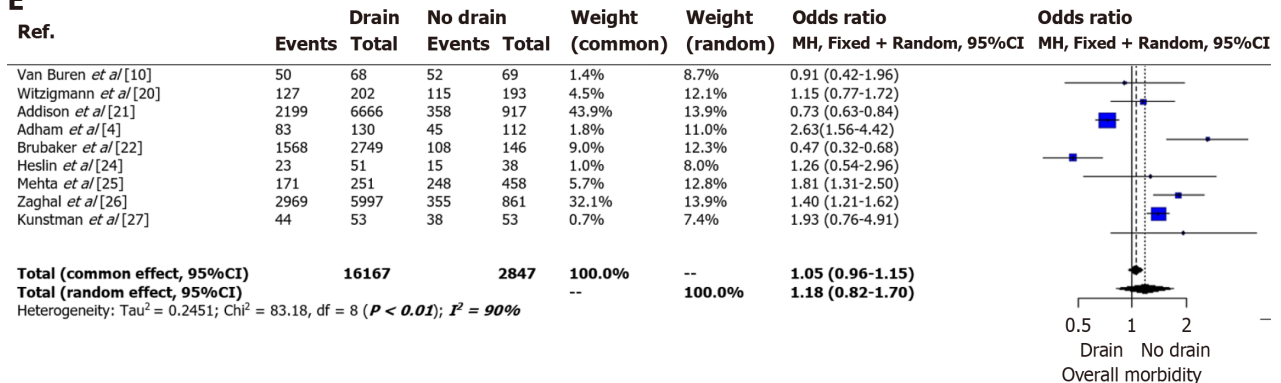 E
Drain No drain Weight Weight Odds ratio Odds ratio
Ref.
Events Total Events Total (common) (random) MH, Fixed + Random, 95%CI MH, Fixed + Random, 95%CI
Van Buren et al [10] 50 68 52 69 1.4% 8.7% 0.91 (0.42-1.96)
Witzigmann et al [20] 127 202 115 193 4.5% 12.1% 1.15 (0.77-1.72)
Addison et al [21] 2199 6666 358 917 43.9% 13.9% 0.73 (0.63-0.84)
Adham et al [4] 83 130 45 112 1.8% 11.0% 2.63(1.56-4.42)
Brubaker et al [22] 1568 2749 108 146 9.0% 12.3% 0.47 (0.32-0.68)
Heslin et al [24] 23 51 15 38 1.0% 8.0% 1.26 (0.54-2.96)
Mehta et al [25] 171 251 248 458 5.7% 12.8% 1.81 (1.31-2.50)
Zaghal et al [26] 2969 5997 355 861 32.1% 13.9% 1.40 (1.21-1.62)
Kunstman et al [27] 44 53 38 53 0.7% 7.4% 1.93 (0.76-4.91)
Total (common effect, 95%CI) 16167 2847 100.0% -- 1.05 (0.96-1.15)
Total (random effect, 95%CI) -- 100.0% 1.18 (0.82-1.70)
Heterogeneity: Tau² = 0.2451; Chi² = 83.18, df = 8 (P < 0.01); I² = 90%
0.5 1 2
Drain No drain
Overall morbidity